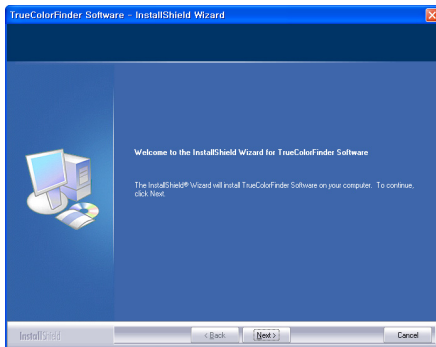 TrueColorFinder Software - InstallShield Wizard
Welcome to the InstallShield Wizard for TrueColorFinder Software
The InstallShield® Wizard will install TrueColorFinder Software on your computer. To continue,
click Next.
InstallShield
< Back
Next >
Cancel